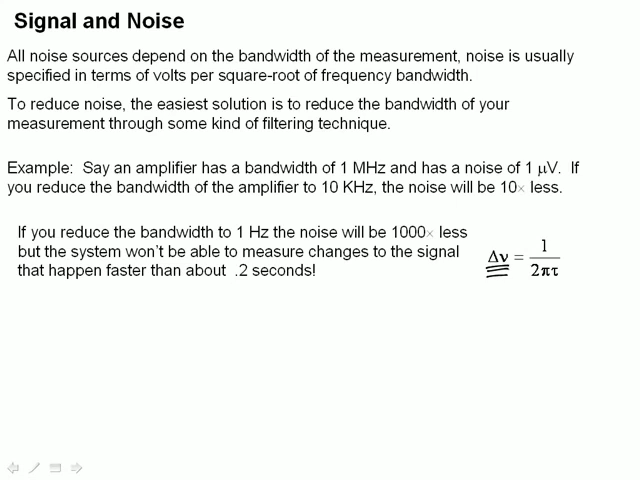 Signal and Noise
All noise sources depend on the bandwidth of the measurement, noise is usually
specified in terms of volts per square-root of frequency bandwidth.
To reduce noise, the easiest solution is to reduce the bandwidth of your
measurement through some kind of filtering technique.
Example: Say an amplifier has a bandwidth of 1 MHz and has a noise of 1 μV. If
you reduce the bandwidth of the amplifier to 10 KHz, the noise will be 10× less.
If you reduce the bandwidth to 1 Hz the noise will be 1000× less
but the system won't be able to measure changes to the signal
that happen faster than about .2 seconds!
Δν = 1 / 2πτ